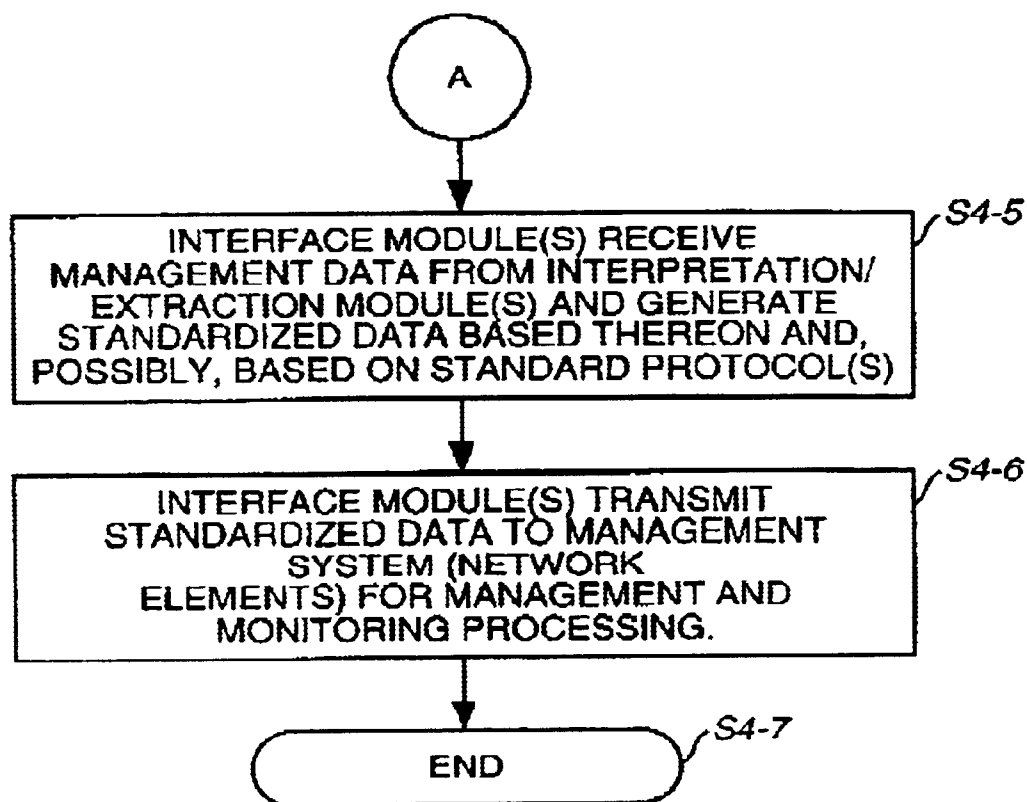 A
S4-5
INTERFACE MODULE(S) RECEIVE
MANAGEMENT DATA FROM INTERPRETATION/
EXTRACTION MODULE(S) AND GENERATE
STANDARDIZED DATA BASED THEREON AND,
POSSIBLY, BASED ON STANDARD PROTOCOL(S)
S4-6
INTERFACE MODULE(S) TRANSMIT
STANDARDIZED DATA TO MANAGEMENT
SYSTEM (NETWORK
ELEMENTS) FOR MANAGEMENT AND
MONITORING PROCESSING.
S4-7
END